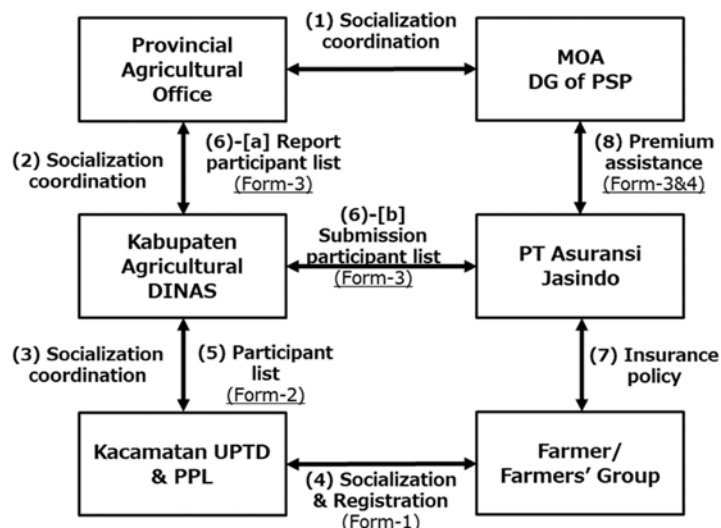 (1) Socialization
coordination
Provincial
Agricultural
Office
MOA
DG of PSP
(2) Socialization
coordination
(6)-[a] Report
participant list
(Form-3)
(8) Premium
assistance
(Form-3&4)
Kabupaten
Agricultural
DINAS
(6)-[b]
Submission
participant list
(Form-3)
PT Asuransi
Jasindo
(3) Socialization
coordination
(5) Participant
list
(Form-2)
(7) Insurance
policy
Kacamatan UPTD
& PPL
(4) Socialization
& Registration
(Form-1)
Farmer/
Farmers’ Group